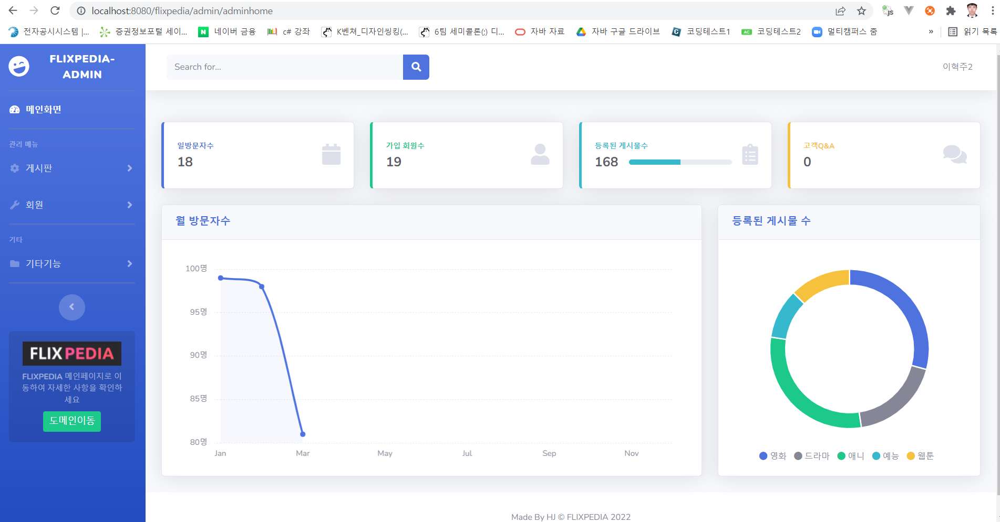 localhost:8080/flixpedia/admin/adminhome
전자공시시스템 |...
증권정보포털 세이...
네이버 금융
c# 강좌
K벤쳐_디자인씽킹(...
6팀 세미콜론(;) 디...
자바 자료
자바 구글 드라이브
코딩테스트1
코딩테스트2
멀티캠퍼스 줌
»
읽기 목록
FLIXPEDIA-
ADMIN
Search for...
이혁주2
메인화면
관리 메뉴
게시판
회원
기타
기타기능
FLIXPEDIA
FLIXPEDIA 메인페이지로 이
동하여 자세한 사항을 확인하
세요
도메인이동
일방문자수
18
가입 회원수
19
등록된 게시물수
168
고객Q&A
0
월 방문자수
100명
95명
90명
85명
80명
Jan
Mar
May
Jul
Sep
Nov
등록된 게시물 수
영화
드라마
애니
예능
웹툰
Made By HJ © FLIXPEDIA 2022